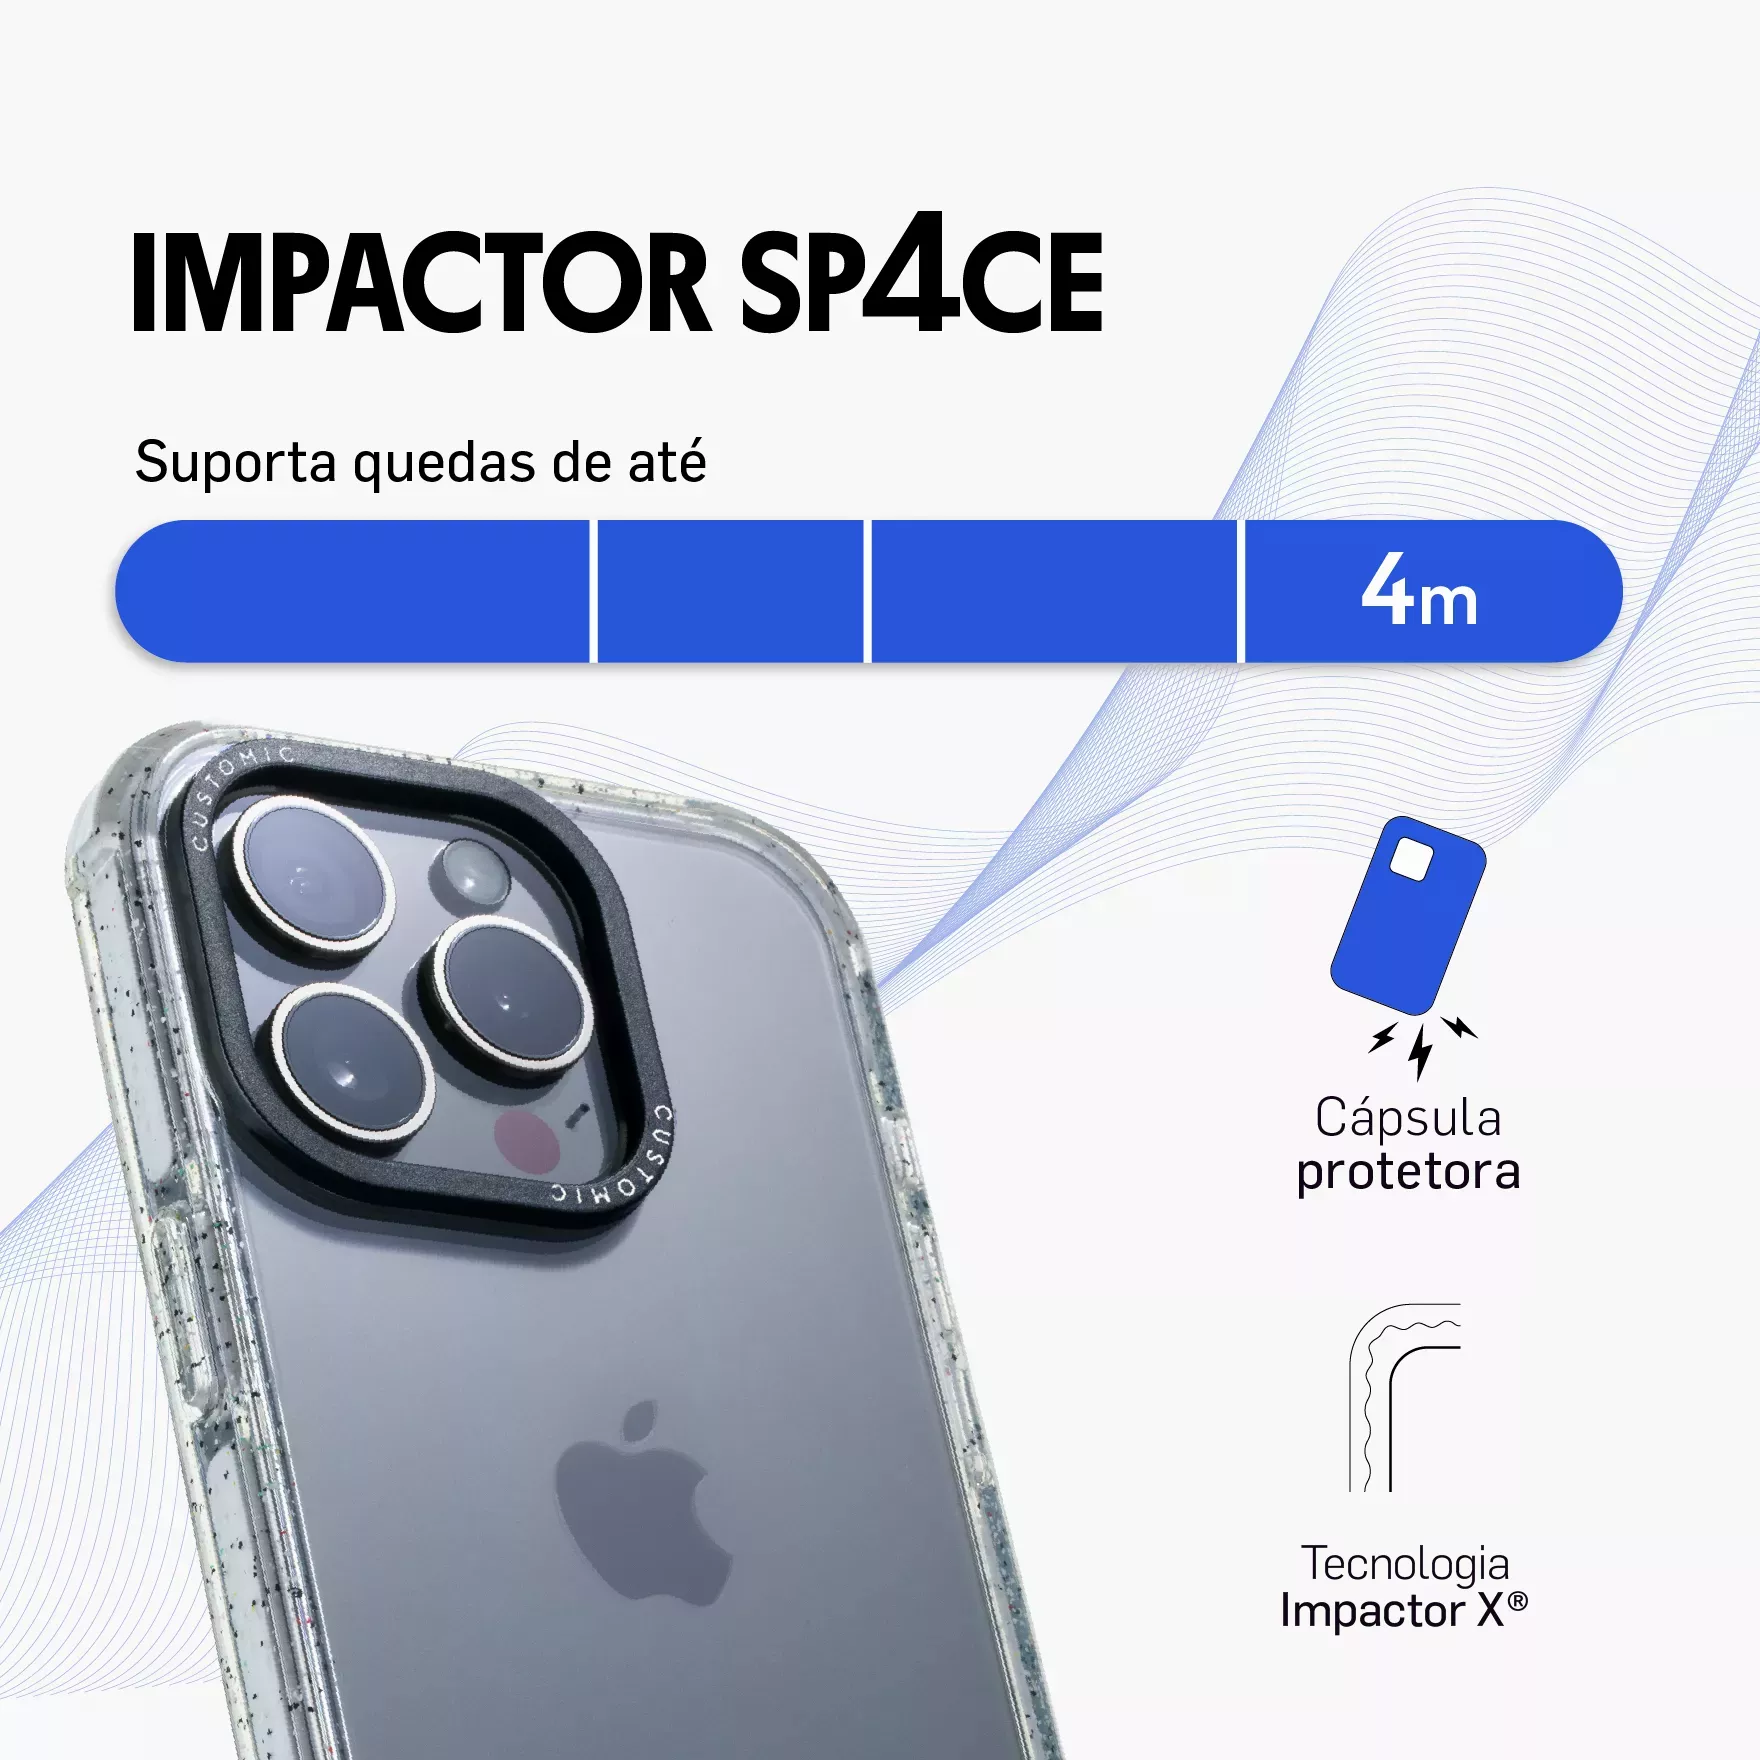 IMPACTOR SP4CE
Suporta quedas de até
4m
CUSTOMIC
CUSTOMIC
Cápsula
protetora
Tecnologia
Impactor X®